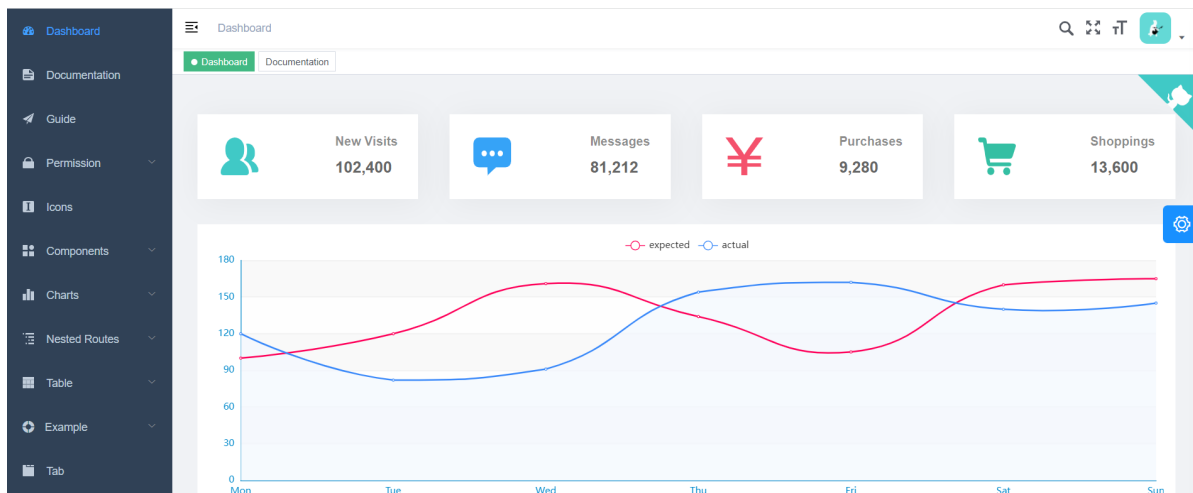 Dashboard
Documentation
Guide
Permission
Icons
Components
Charts
Nested Routes
Table
Example
Tab
Dashboard
Dashboard
Documentation
New Visits
102,400
Messages
81,212
Purchases
9,280
Shoppings
13,600
expected actual
180
150
120
90
60
30
0
Mon Tue Wed Thu Fri Sat Sun